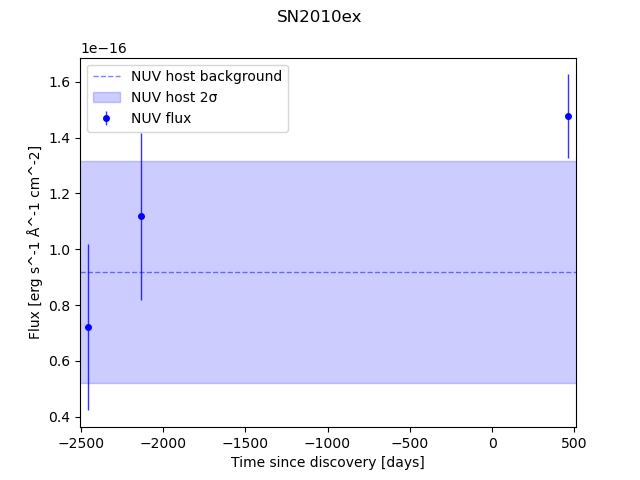 SN2010ex
1e−16
NUV host background
NUV host 2σ
NUV flux
1.6
1.4
1.2
1.0
0.8
0.6
0.4
Flux [erg s^-1 Å^-1 cm^-2]
−2500 −2000 −1500 −1000 −500 0 500
Time since discovery [days]